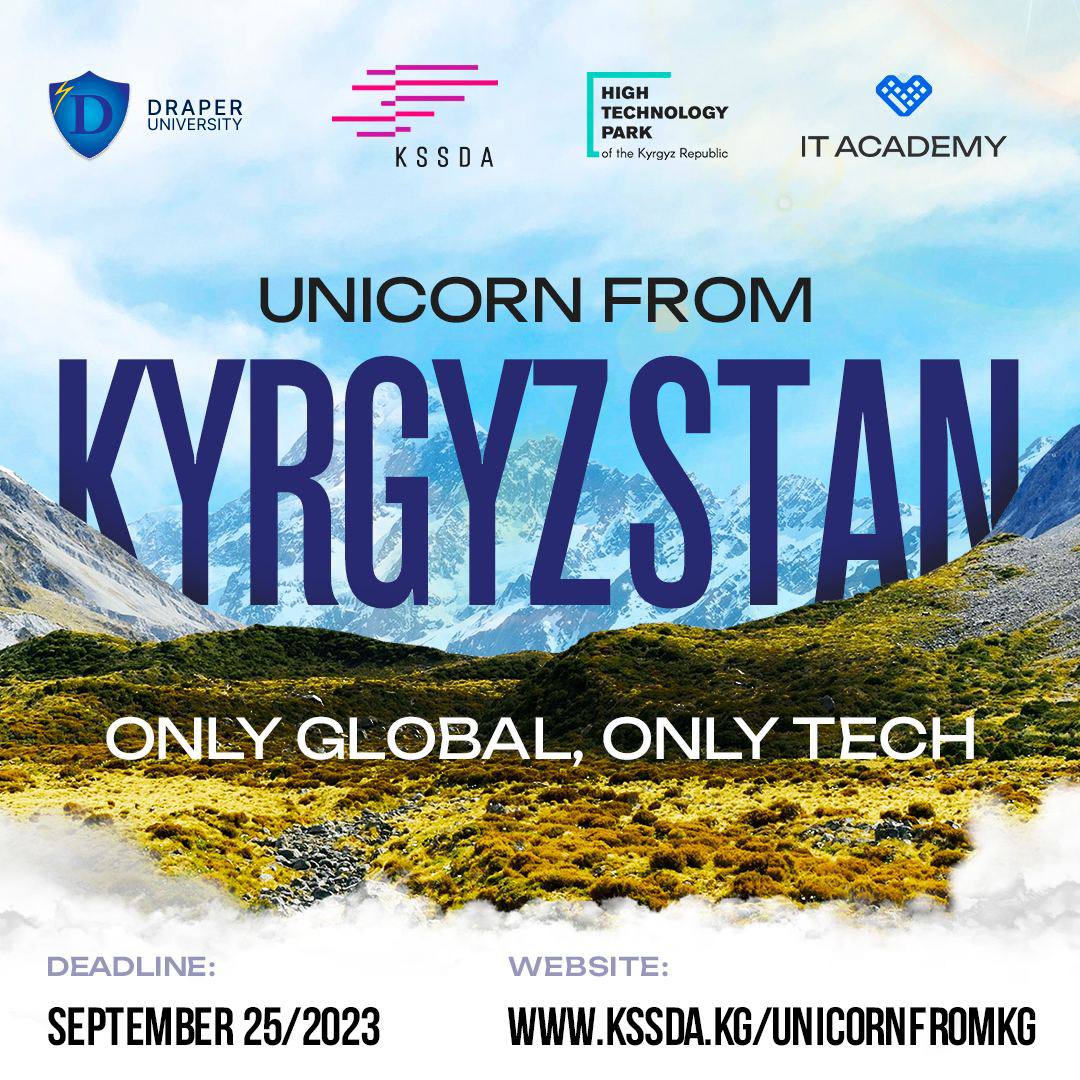 D
DRAPER
UNIVERSITY
KSSDA
HIGH
TECHNOLOGY
PARK
of the Kyrgyz Republic
IT ACADEMY
UNICORN FROM
KYRGYZSTAN
ONLY GLOBAL, ONLY TECH
DEADLINE:
SEPTEMBER 25/2023
WEBSITE:
WWW.KSSDA.KG/UNICORNFROMKG